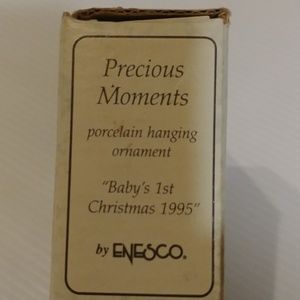 Precious
Moments
porcelain hanging
ornament
"Baby's 1st
Christmas 1995"
by ENESCO.